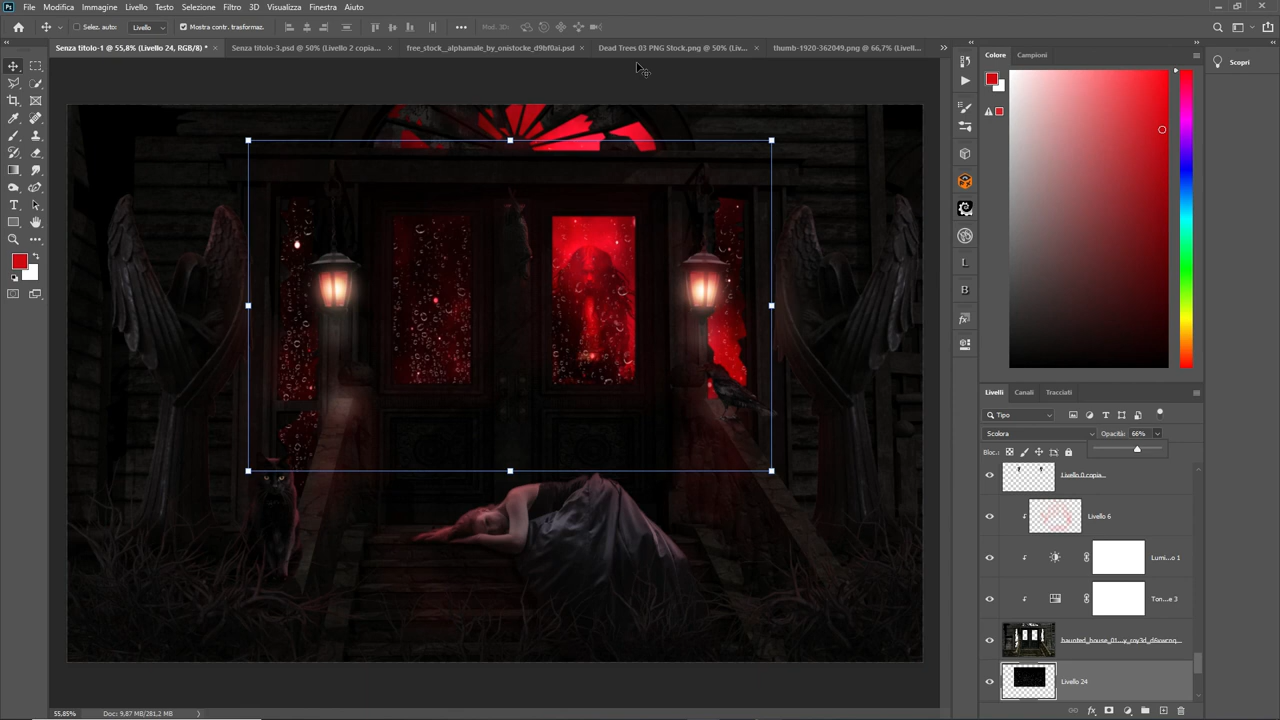 File Modifica Immagine Livello Testo Selezione Filtro 3D Visualizza Finestra Aiuto
Selez. auto: Livello Mostra contr. trasformaz. Mod. 3D:
Senza titolo-1 @ 55,8% (Livello 24, RGB/8) * Senza titolo-3.psd @ 50% (Livello 2 copia... free_stock__alphamale_by_onistocke_d9bf0ai.psd Dead Trees 03 PNG Stock.png @ 50% (Liv... thumb-1920-362049.png @ 66,7% (Livell...
Colore Campioni
Scopri
Livelli Canali Tracciati
Tipo
Scolora Opacità: 66%
Bloc.:
Livello 0 copia...
Livello 6
Lumi...o 1
Ton...e 3
Livello 24
55,85% Doc: 9,87 MB/281,2 MB